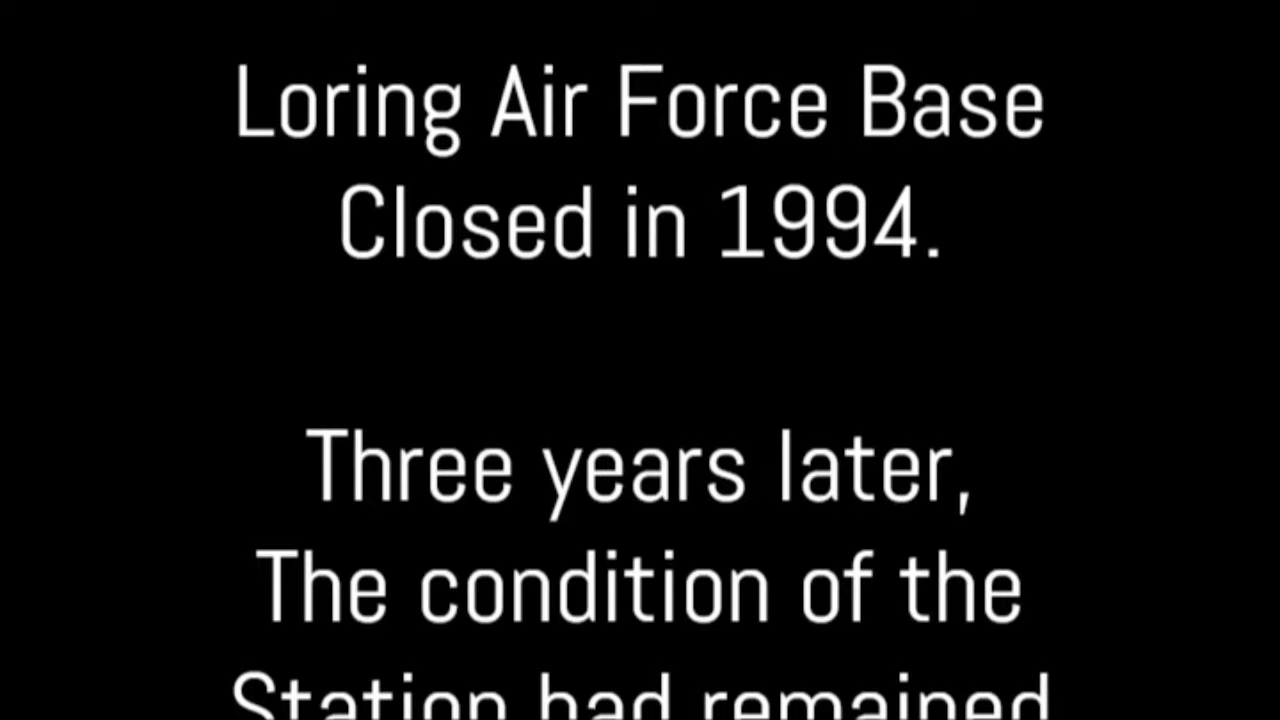 Loring Air Force Base
Closed in 1994.
Three years later,
The condition of the
Station had remained